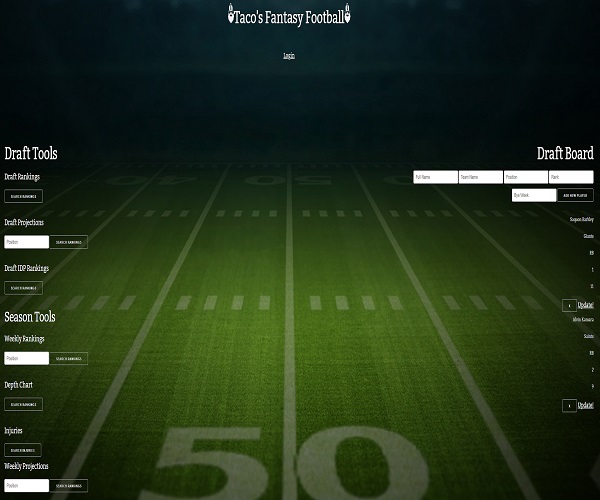 Taco's Fantasy Football
Login
Draft Tools
Draft Rankings
SEARCH RANKINGS
Draft Projections
Position
SEARCH RANKINGS
Draft IDP Rankings
SEARCH RANKINGS
Season Tools
Weekly Rankings
Position
SEARCH RANKINGS
Depth Chart
SEARCH RANKINGS
Injuries
SEARCH INJURIES
Weekly Projections
Position
SEARCH RANKINGS
Draft Board
Full Name
Team Name
Position
Rank
Bye Week
ADD NEW PLAYER
Saquon Barkley
Giants
RB
1
11
X
Update!
Alvin Kamara
Saints
RB
2
9
X
Update!
50